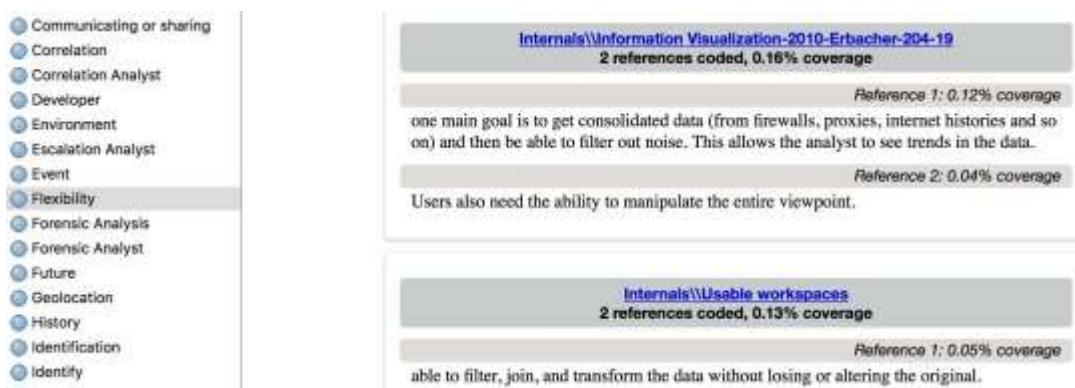 Communicating or sharing
Correlation
Correlation Analyst
Developer
Environment
Escalation Analyst
Event
Flexibility
Forensic Analysis
Forensic Analyst
Future
Geolocation
History
Identification
Identify
Internals\\Information Visualization-2010-Erbacher-204-19
2 references coded, 0.16% coverage
Reference 1: 0.12% coverage
one main goal is to get consolidated data (from firewalls, proxies, internet histories and so
on) and then be able to filter out noise. This allows the analyst to see trends in the data.
Reference 2: 0.04% coverage
Users also need the ability to manipulate the entire viewpoint.
Internals\\Usable workspaces
2 references coded, 0.13% coverage
Reference 1: 0.05% coverage
able to filter, join, and transform the data without losing or altering the original.